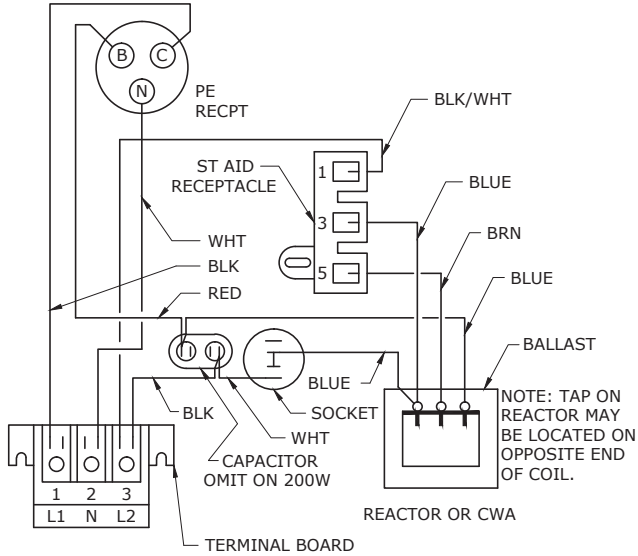 B
C
N
PE
RECPT
BLK/WHT
ST AID
RECEPTACLE
1
3
5
BLUE
BRN
BLUE
WHT
BLK
RED
BALLAST
BLUE
SOCKET
BLK
WHT
CAPACITOR
OMIT ON 200W
NOTE: TAP ON
REACTOR MAY
BE LOCATED ON
OPPOSITE END
OF COIL.
1 2 3
L1 N L2
REACTOR OR CWA
TERMINAL BOARD